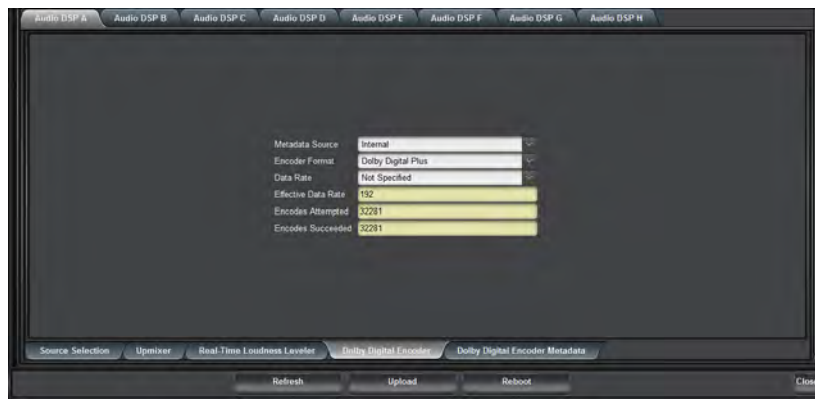 Audio DSP A Audio DSP B Audio DSP C Audio DSP D Audio DSP E Audio DSP F Audio DSP G Audio DSP H
Metadata Source Internal
Encoder Format Dolby Digital Plus
Data Rate Not Specified
Effective Data Rate 192
Encodes Attempted 32281
Encodes Succeeded 32281
Source Selection Upmixer Real-Time Loudness Leveler Dolby Digital Encoder Dolby Digital Encoder Metadata
Refresh Upload Reboot Close